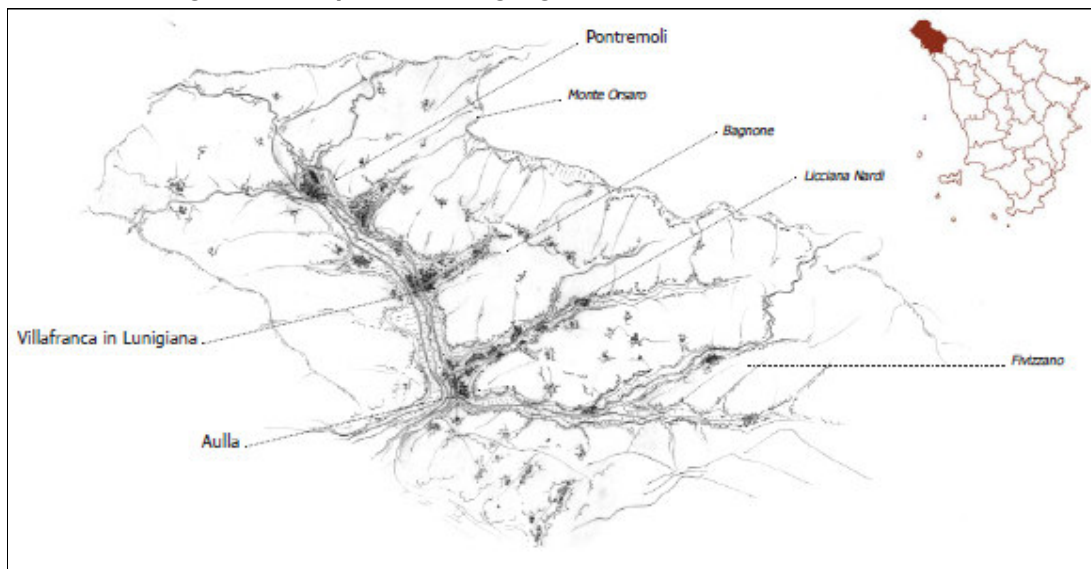 Pontremoli
Monte Orsaro
Bagnone
Licciana Nardi
Villafranca in Lunigiana
Fivizzano
Aulla